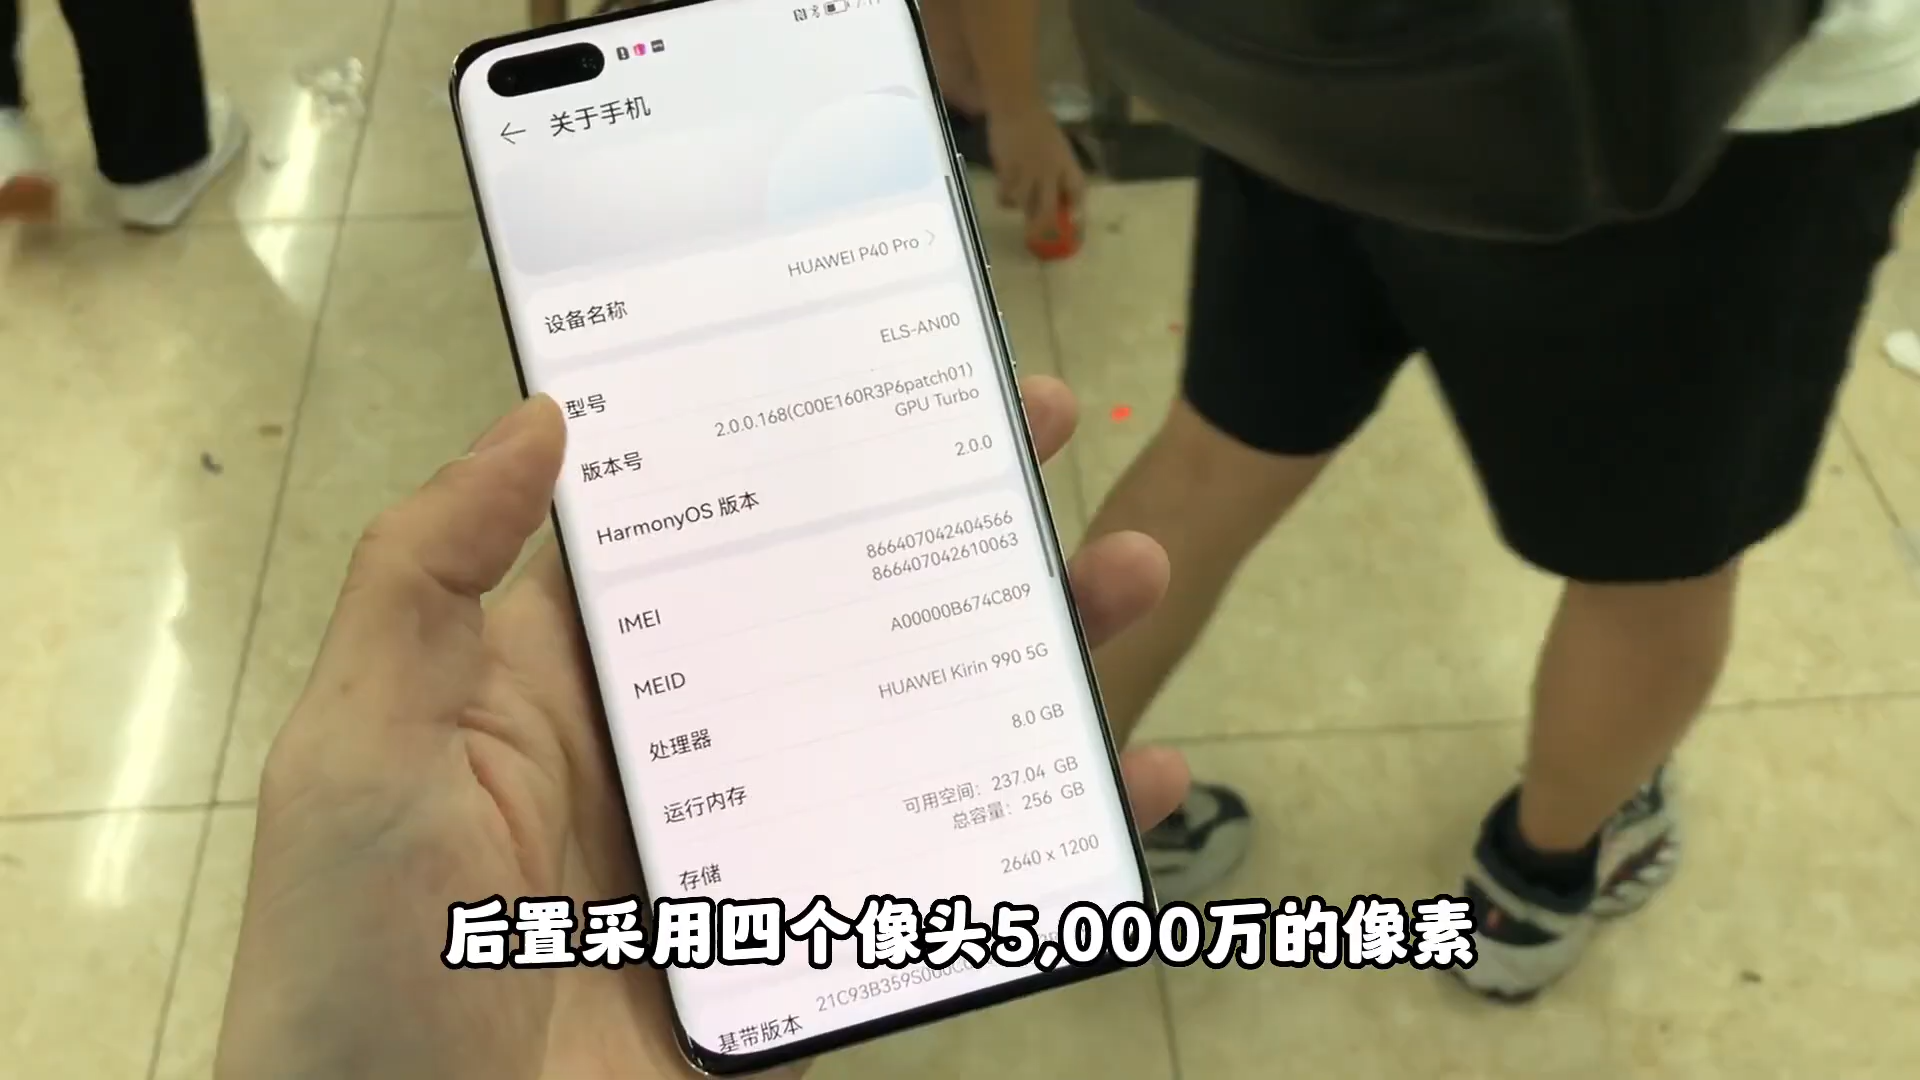 关于手机
设备名称
HUAWEI P40 Pro
型号
ELS-AN00
版本号
2.0.0.168(C00E160R3P6patch01)
GPU Turbo
HarmonyOS 版本
2.0.0
IMEI
866407042404566
866407042610063
MEID
A00000B674C809
处理器
HUAWEI Kirin 990 5G
运行内存
8.0 GB
存储
可用空间: 237.04 GB
总容量: 256 GB
2640 x 1200
后置采用四个像头5,000万的像素
基带版本